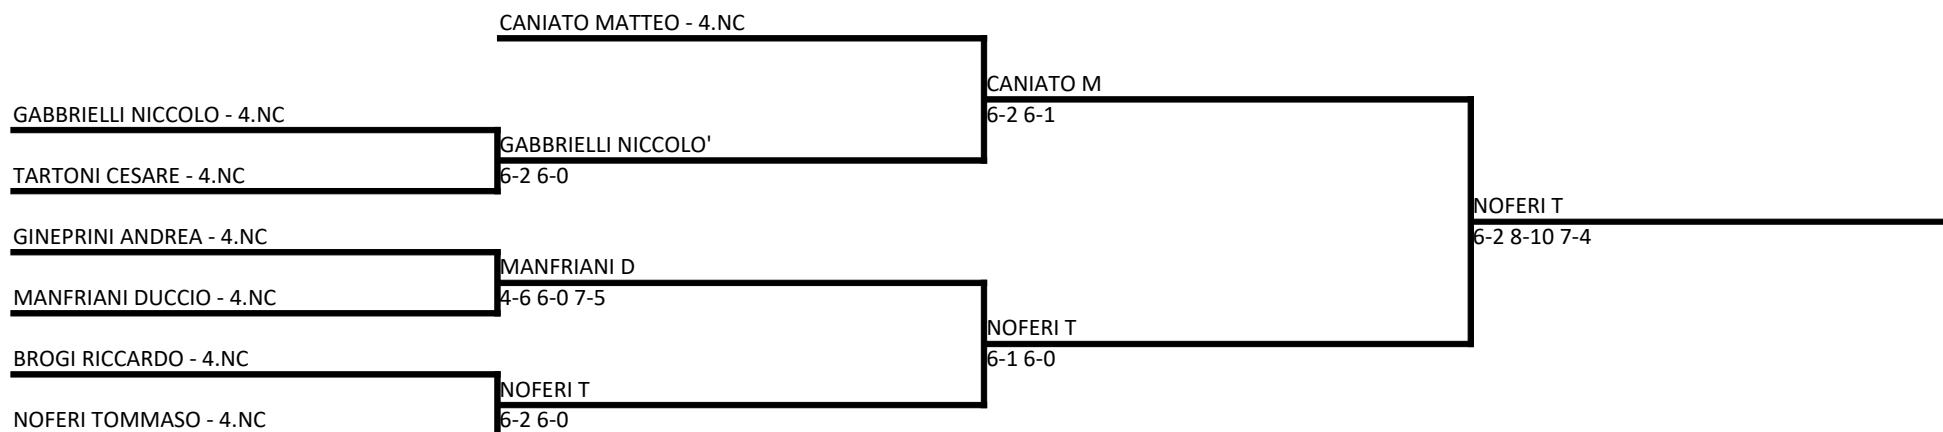 CANIATO MATTEO - 4.NC
CANIATO M
GABBRIELLI NICCOLO - 4.NC
6-2 6-1
GABBRIELLI NICCOLO'
TARTONI CESARE - 4.NC
6-2 6-0
NOFERI T
GINEPRINI ANDREA - 4.NC
6-2 8-10 7-4
MANFRIANI D
MANFRIANI DUCCIO - 4.NC
4-6 6-0 7-5
NOFERI T
BROGI RICCARDO - 4.NC
6-1 6-0
NOFERI T
NOFERI TOMMASO - 4.NC
6-2 6-0